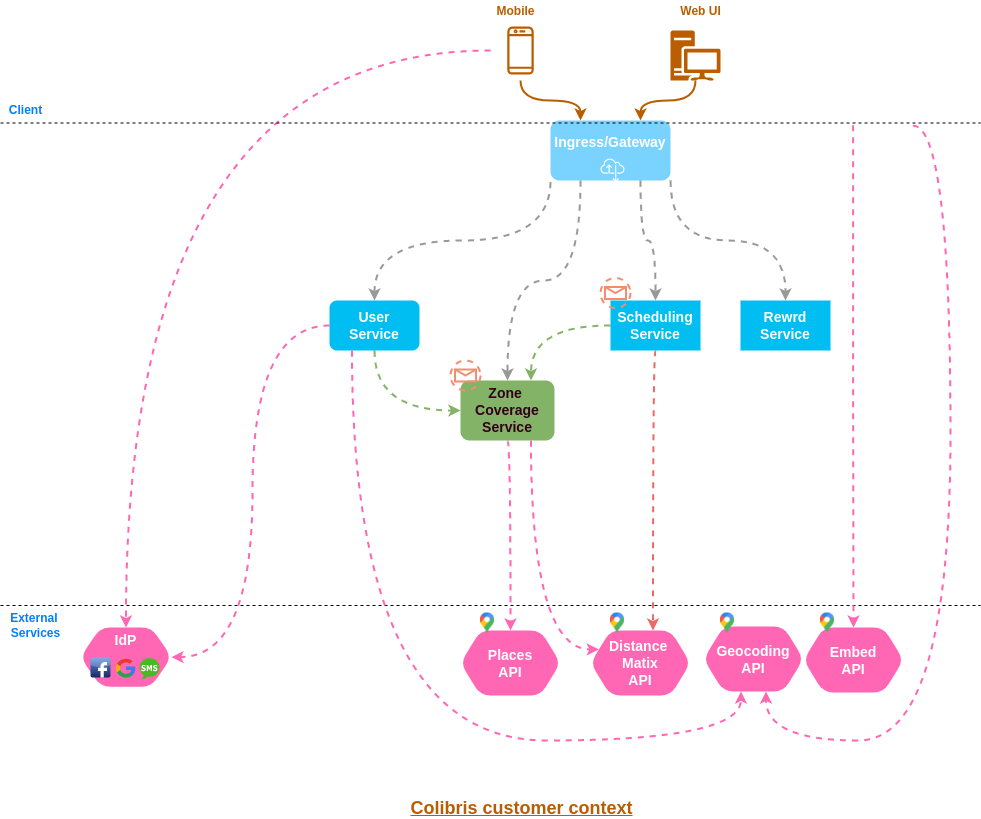 Mobile
Web UI
Client
Ingress/Gateway
User
Service
Scheduling
Service
Rewrd
Service
Zone
Coverage
Service
External
Services
IdP
f
G
SMS
Places
API
Distance
Matix
API
Geocoding
API
Embed
API
Colibris customer context